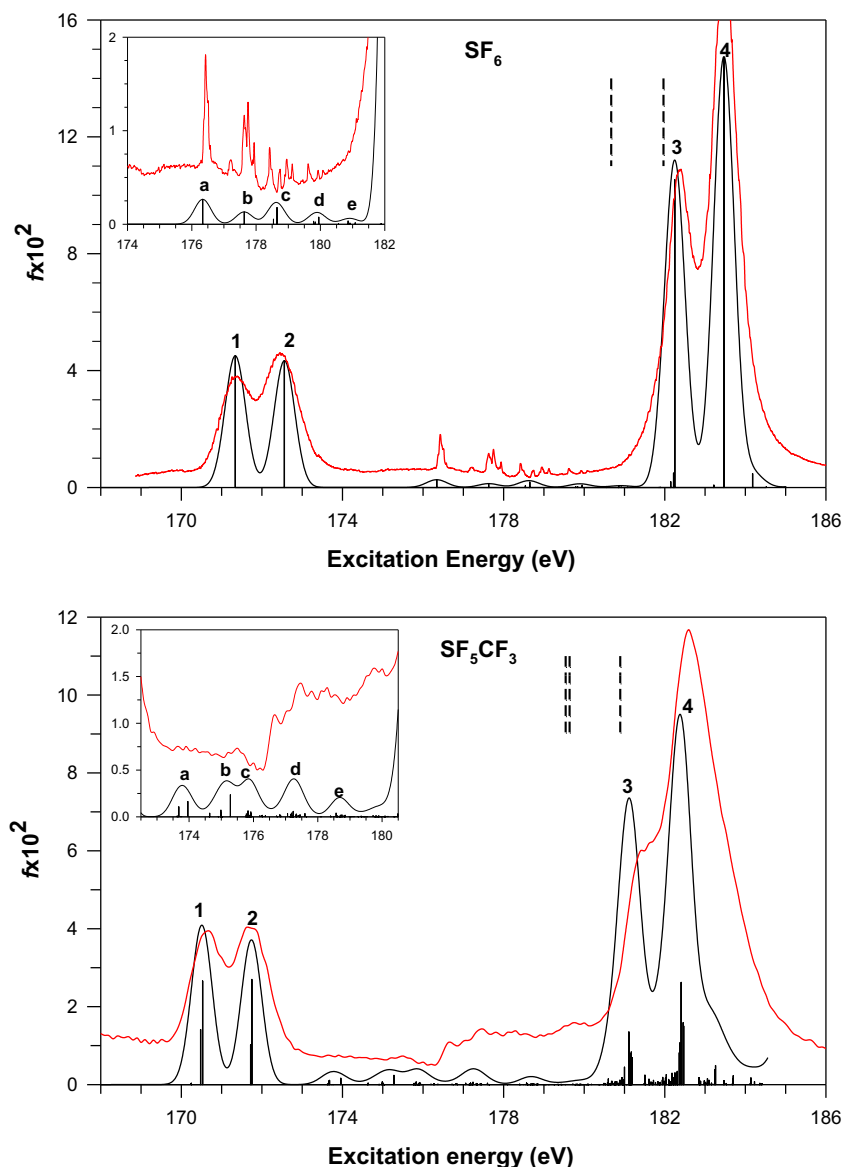 SF6
16
12
8
4
0
fx10²
2
1
0
a b c d e
174 176 178 180 182
1 2 3 4
170 174 178 182 186
Excitation Energy (eV)
SF5CF3
12
10
8
6
4
2
0
fx10²
2.0
1.5
1.0
0.5
0.0
a b c d e
174 176 178 180
1 2 3 4
170 174 178 182 186
Excitation energy (eV)